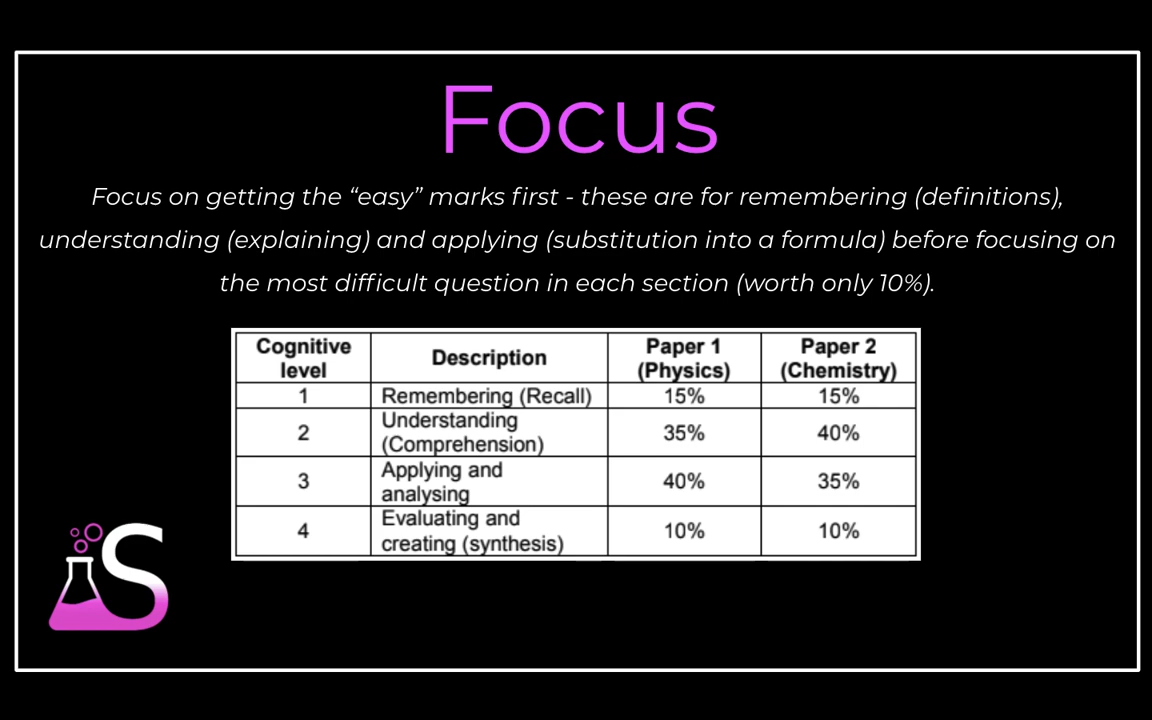 Focus
Focus on getting the “easy” marks first - these are for remembering (definitions),
understanding (explaining) and applying (substitution into a formula) before focusing on
the most difficult question in each section (worth only 10%).
Cognitive level Description Paper 1 (Physics) Paper 2 (Chemistry)
1 Remembering (Recall) 15% 15%
2 Understanding (Comprehension) 35% 40%
3 Applying and analysing 40% 35%
4 Evaluating and creating (synthesis) 10% 10%
S